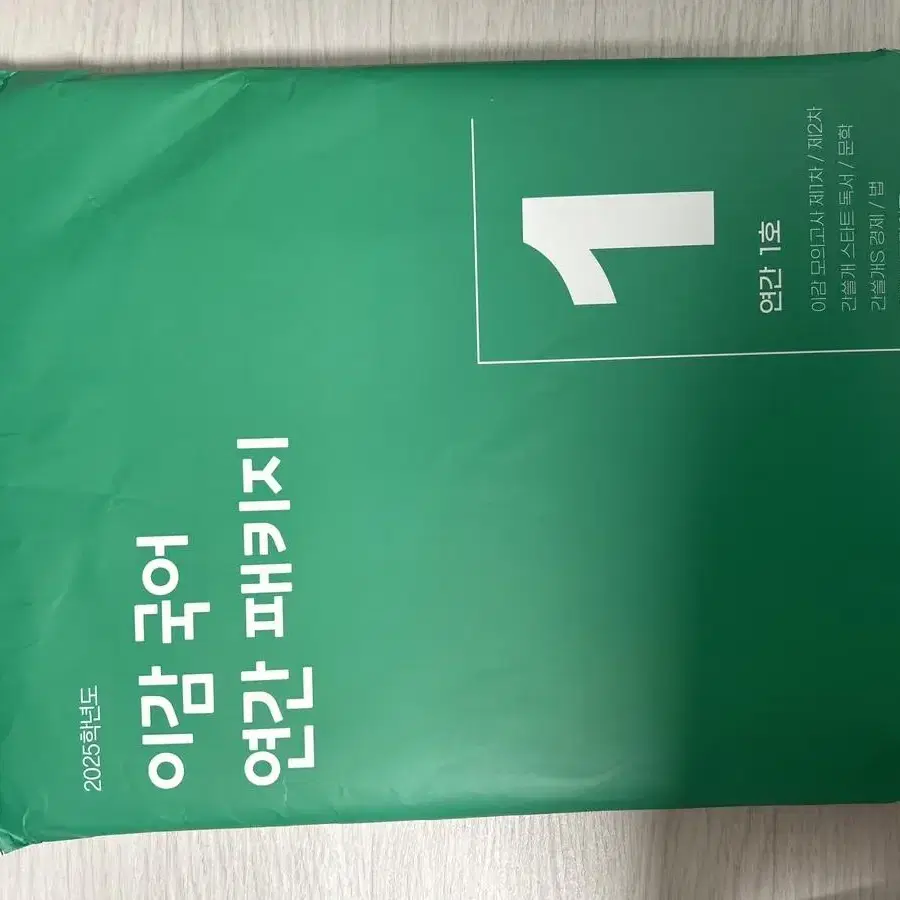 2025학년도
이감 국어
연간 패키지
1
연간 1호
이감 모의고사 제1차 / 제2차
간쓸개 스타트 독서 / 문학
간쓸개S 경제 / 법